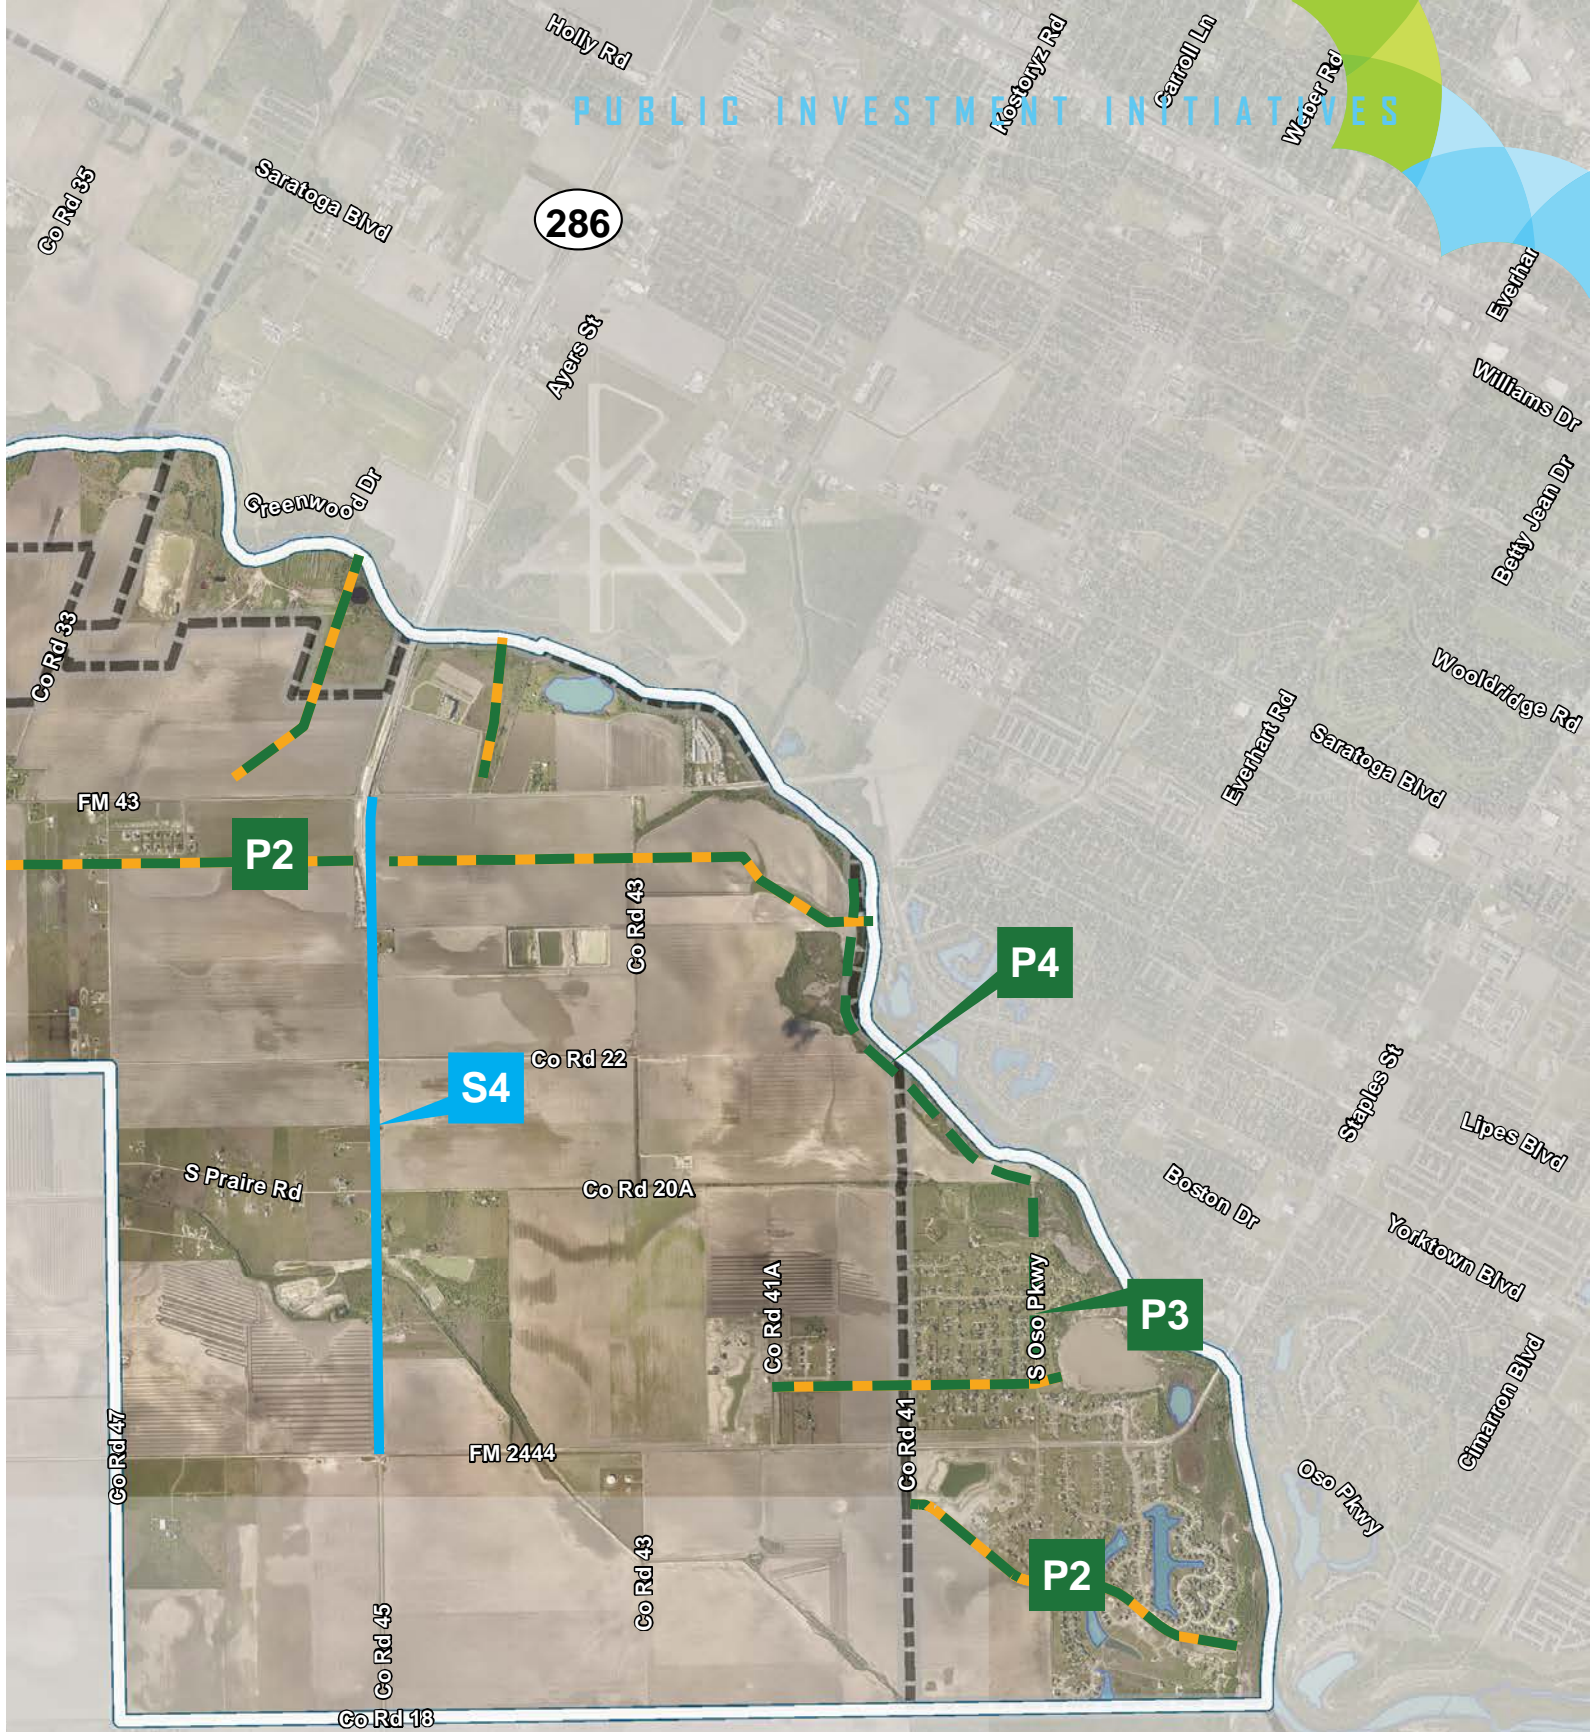 Holly Rd
Kostoryz Rd
Carroll Ln
Weber Rd
PUBLIC INVESTMENT INITIATIVES
Co Rd 35
Saratoga Blvd
286
Everhar
Ayers St
Williams Dr
Greenwood Dr
Betty Jean Dr
Co Rd 33
Wooldridge Rd
Everhart Rd
Saratoga Blvd
FM 43
P2
Co Rd 43
P4
Co Rd 22
S4
Staples St
Lipes Blvd
S Praire Rd
Co Rd 20A
Boston Dr
Yorktown Blvd
Co Rd 41A
S Oso Pkwy
P3
Cimarron Blvd
Co Rd 47
FM 2444
Co Rd 41
Oso Pkwy
Co Rd 43
P2
Co Rd 45
Co Rd 18